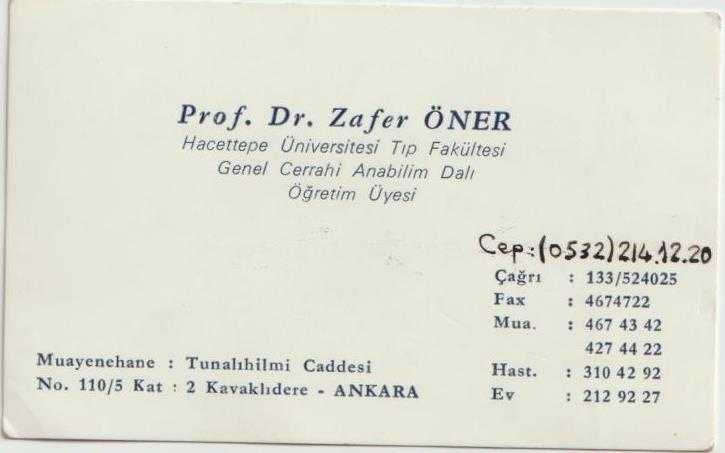 Prof. Dr. Zafer ÖNER
Hacettepe Üniversitesi Tıp Fakültesi
Genel Cerrahi Anabilim Dalı
Öğretim Üyesi
Cep:(0532)214.12.20
Çağrı : 133/524025
Fax : 4674722
Mua. : 467 43 42
427 44 22
Hast. : 310 42 92
Ev : 212 92 27
Muayenehane : Tunalıhilmi Caddesi
No. 110/5 Kat : 2 Kavaklıdere - ANKARA